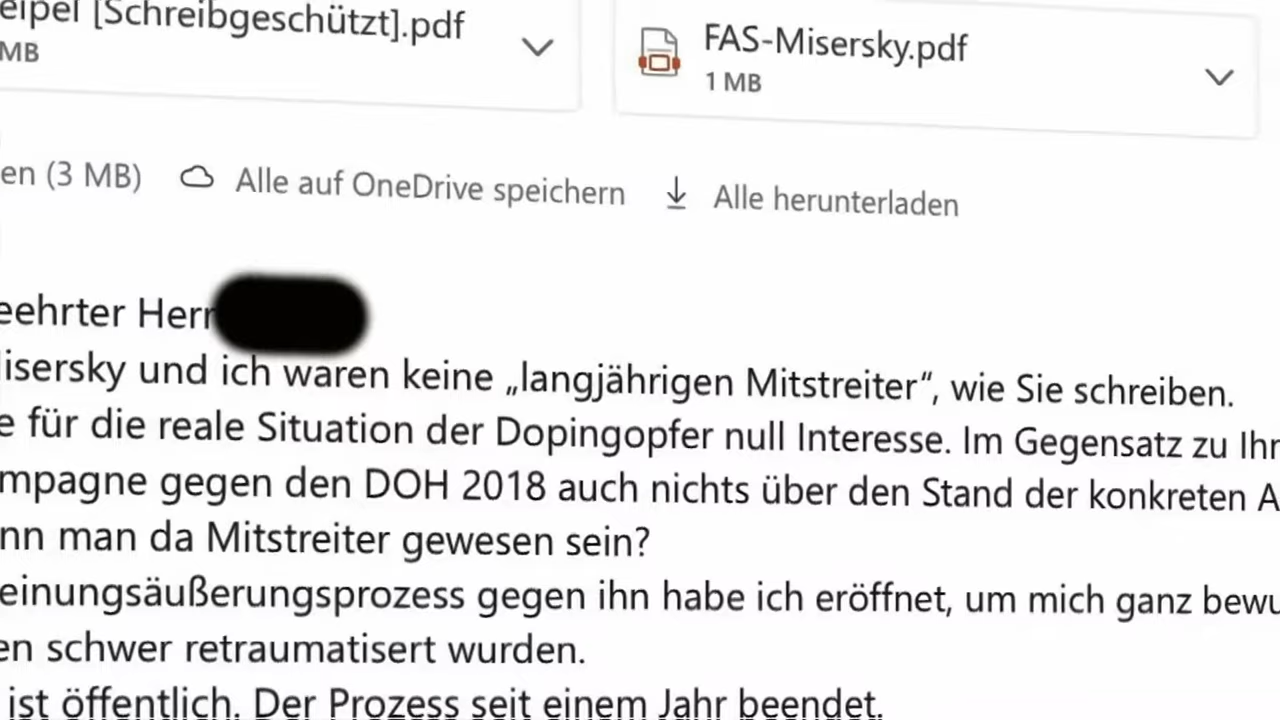 eipel [Schreibgeschützt].pdf
MB
FAS-Misersky.pdf
1 MB
en (3 MB) Alle auf OneDrive speichern Alle herunterladen
eehrter Herr
isersky und ich waren keine „langjährigen Mitstreiter“, wie Sie schreiben.
e für die reale Situation der Dopingopfer null Interesse. Im Gegensatz zu Ihr
mpagne gegen den DOH 2018 auch nichts über den Stand der konkreten A
nn man da Mitstreiter gewesen sein?
einungsäußerungsprozess gegen ihn habe ich eröffnet, um mich ganz bewu
en schwer retraumatisert wurden.
ist öffentlich. Der Prozess seit einem Jahr beendet.